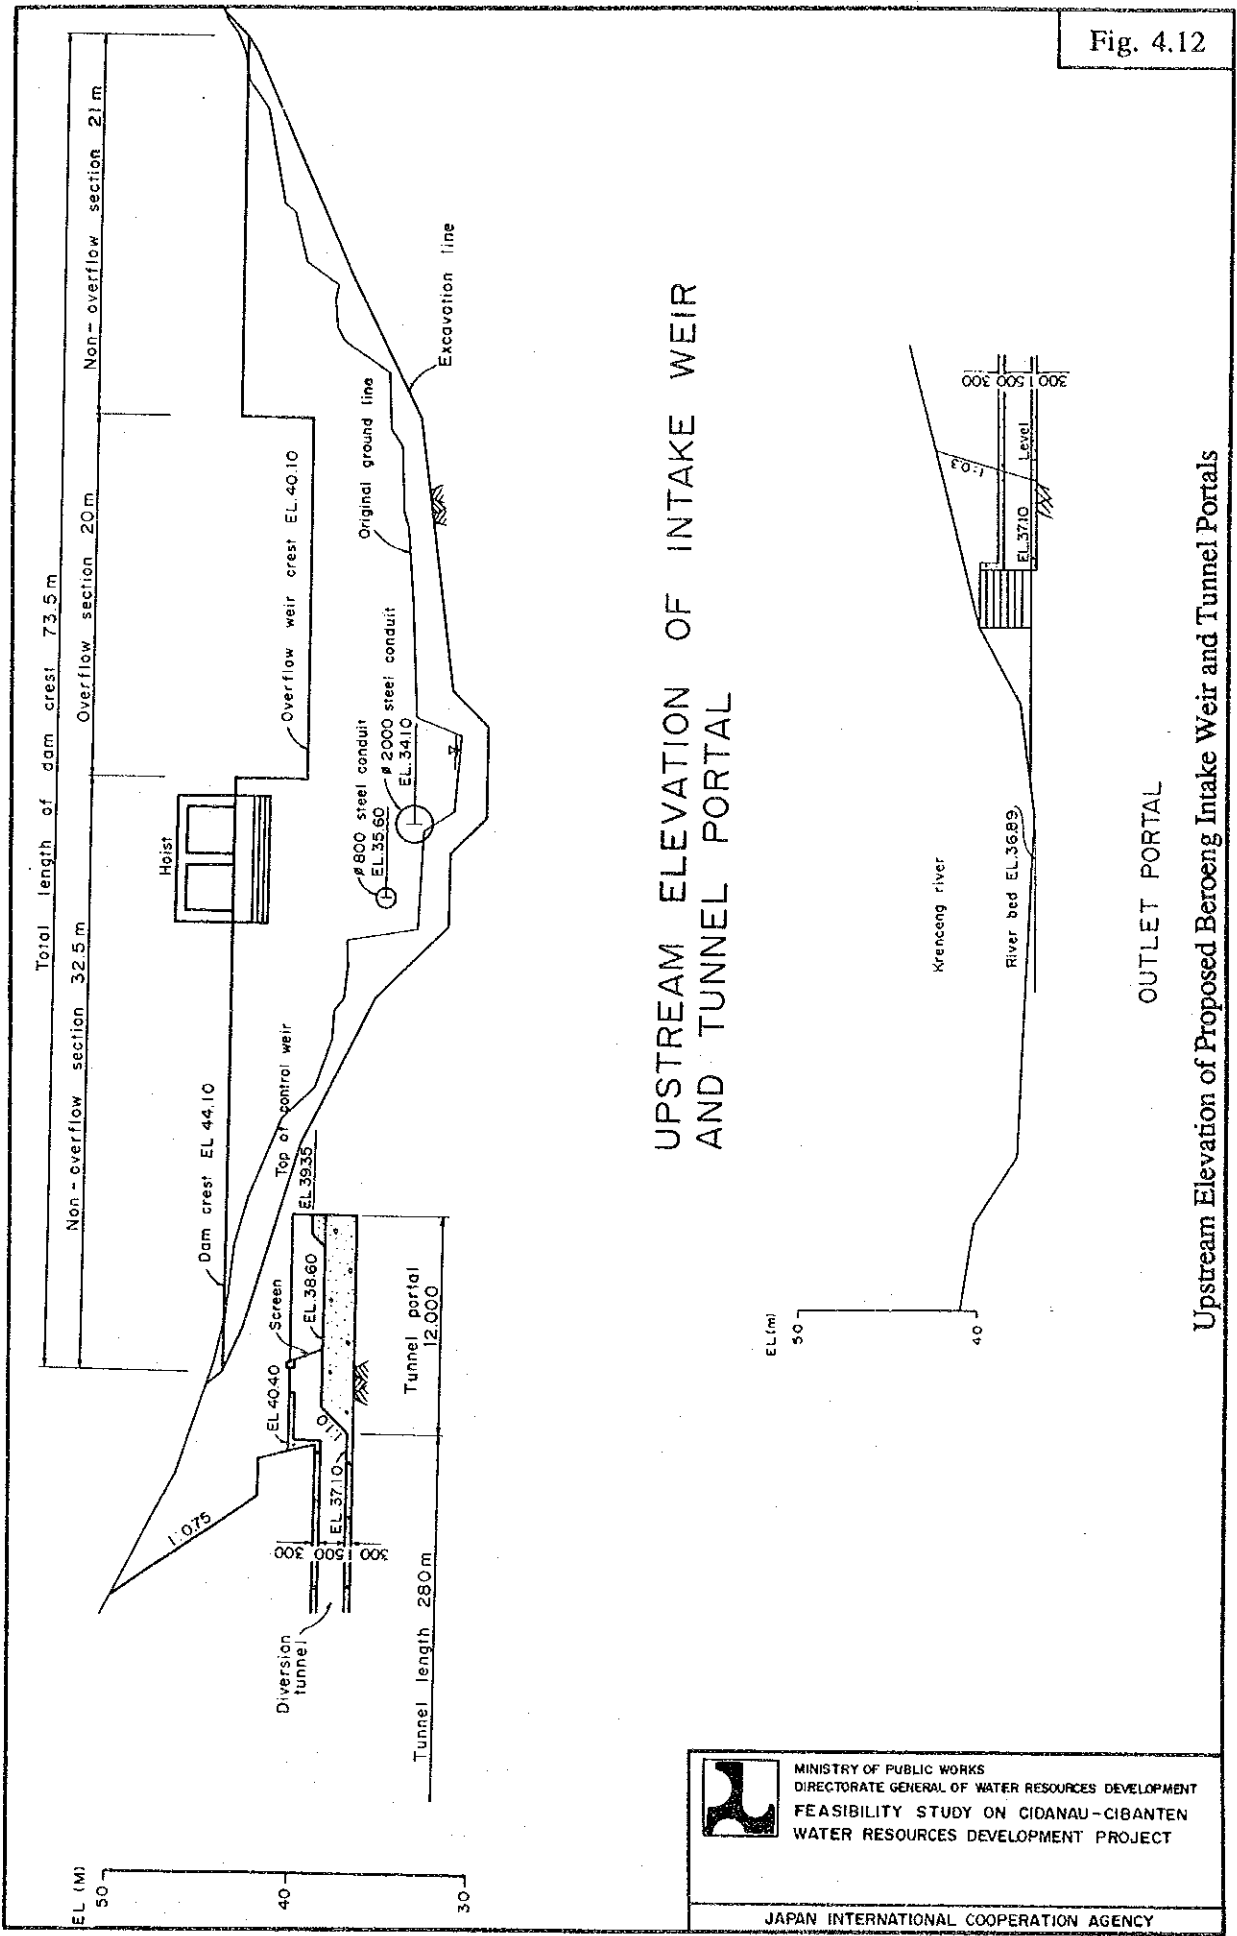 Fig. 4.12
Total length of dam crest 73.5 m
Non-overflow section 32.5 m
Overflow section 20 m
Non-overflow section 21 m
Hoist
Dam crest EL 44.10
Overflow weir crest EL. 40.10
Top of control weir
EL.39.35
Screen
EL 40.40
EL.38.60
1:1.0
1:0.75
EL.37.10
300
1 500
300
Diversion
tunnel
Tunnel portal
12.000
Tunnel length 280m
ø 800 steel conduit
EL.35.60
ø 2000 steel conduit
EL.34.10
Original ground line
Excavation line
EL (M)
50
40
30
UPSTREAM ELEVATION OF INTAKE WEIR
AND TUNNEL PORTAL
EL(m)
50
40
Krenceng river
River bed EL.36.89
EL.37.10 Level
1:0.3
300
1 500
300
OUTLET PORTAL
Upstream Elevation of Proposed Beroeng Intake Weir and Tunnel Portals
MINISTRY OF PUBLIC WORKS
DIRECTORATE GENERAL OF WATER RESOURCES DEVELOPMENT
FEASIBILITY STUDY ON CIDANAU-CIBANTEN
WATER RESOURCES DEVELOPMENT PROJECT
JAPAN INTERNATIONAL COOPERATION AGENCY